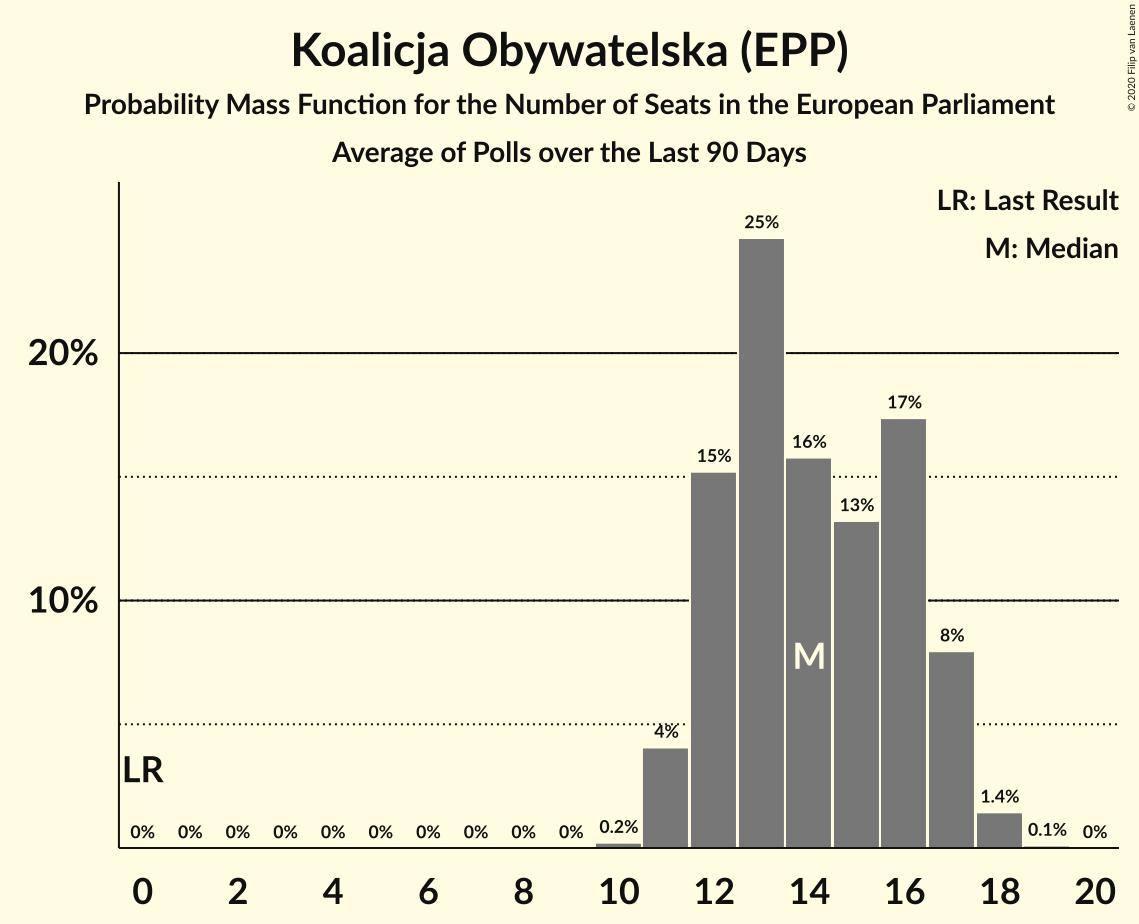 Koalicja Obywatelska (EPP)
Probability Mass Function for the Number of Seats in the European Parliament
Average of Polls over the Last 90 Days
© 2020 Filip van Laenen
LR: Last Result
M: Median
25%
20%
17%
16%
15%
13%
10%
8%
M
4%
LR
1.4%
0% 0% 0% 0% 0% 0% 0% 0% 0% 0% 0.2% 0.1% 0%
0 2 4 6 8 10 12 14 16 18 20